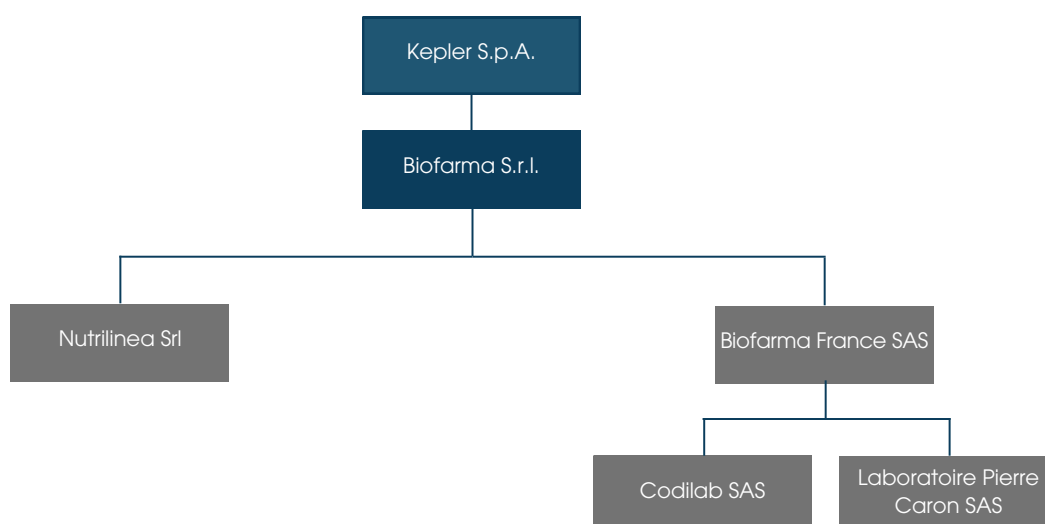 Kepler S.p.A.
Biofarma S.r.l.
Nutrilinea Srl
Biofarma France SAS
Codilab SAS
Laboratoire Pierre
Caron SAS